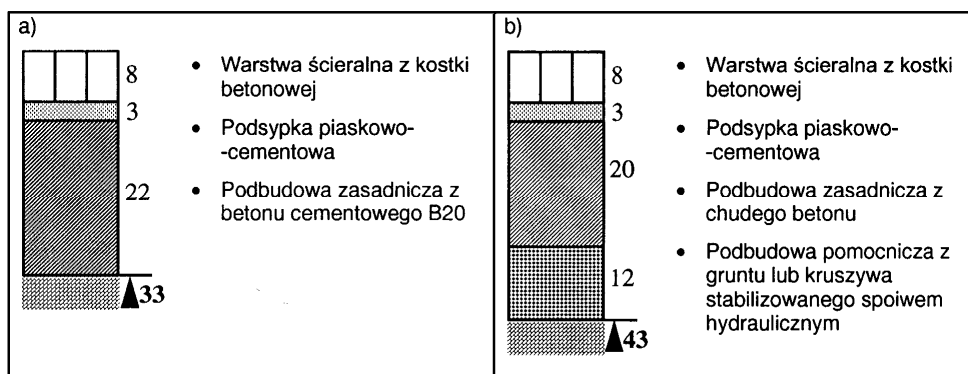 a)
8
3
22
33
• Warstwa ścieralna z kostki
betonowej
• Podsypka piaskowo-
-cementowa
• Podbudowa zasadnicza z
betonu cementowego B20
b)
8
3
20
12
43
• Warstwa ścieralna z kostki
betonowej
• Podsypka piaskowo-
-cementowa
• Podbudowa zasadnicza z
chudego betonu
• Podbudowa pomocnicza z
gruntu lub kruszywa
stabilizowanego spoiwem
hydraulicznym